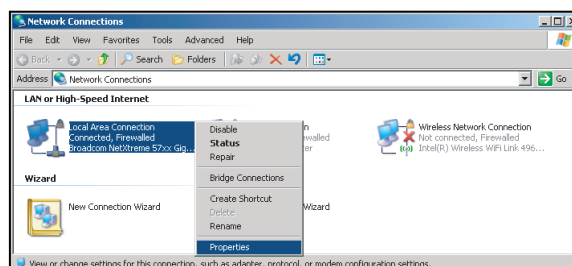 Network Connections
File Edit View Favorites Tools Advanced Help
Back Search Folders
Address Network Connections Go
LAN or High-Speed Internet
Local Area Connection
Connected, Firewalled
Broadcom NetXtreme 57xx Gig...
Disable
Status
Repair
Bridge Connections
Create Shortcut
Delete
Rename
Properties
Wireless Network Connection
Not connected, Firewalled
Intel(R) Wireless WiFi Link 496...
Wizard
New Connection Wizard
Wizard
View or change settings for this connection, such as adapter, protocol, or modem configuration settings.